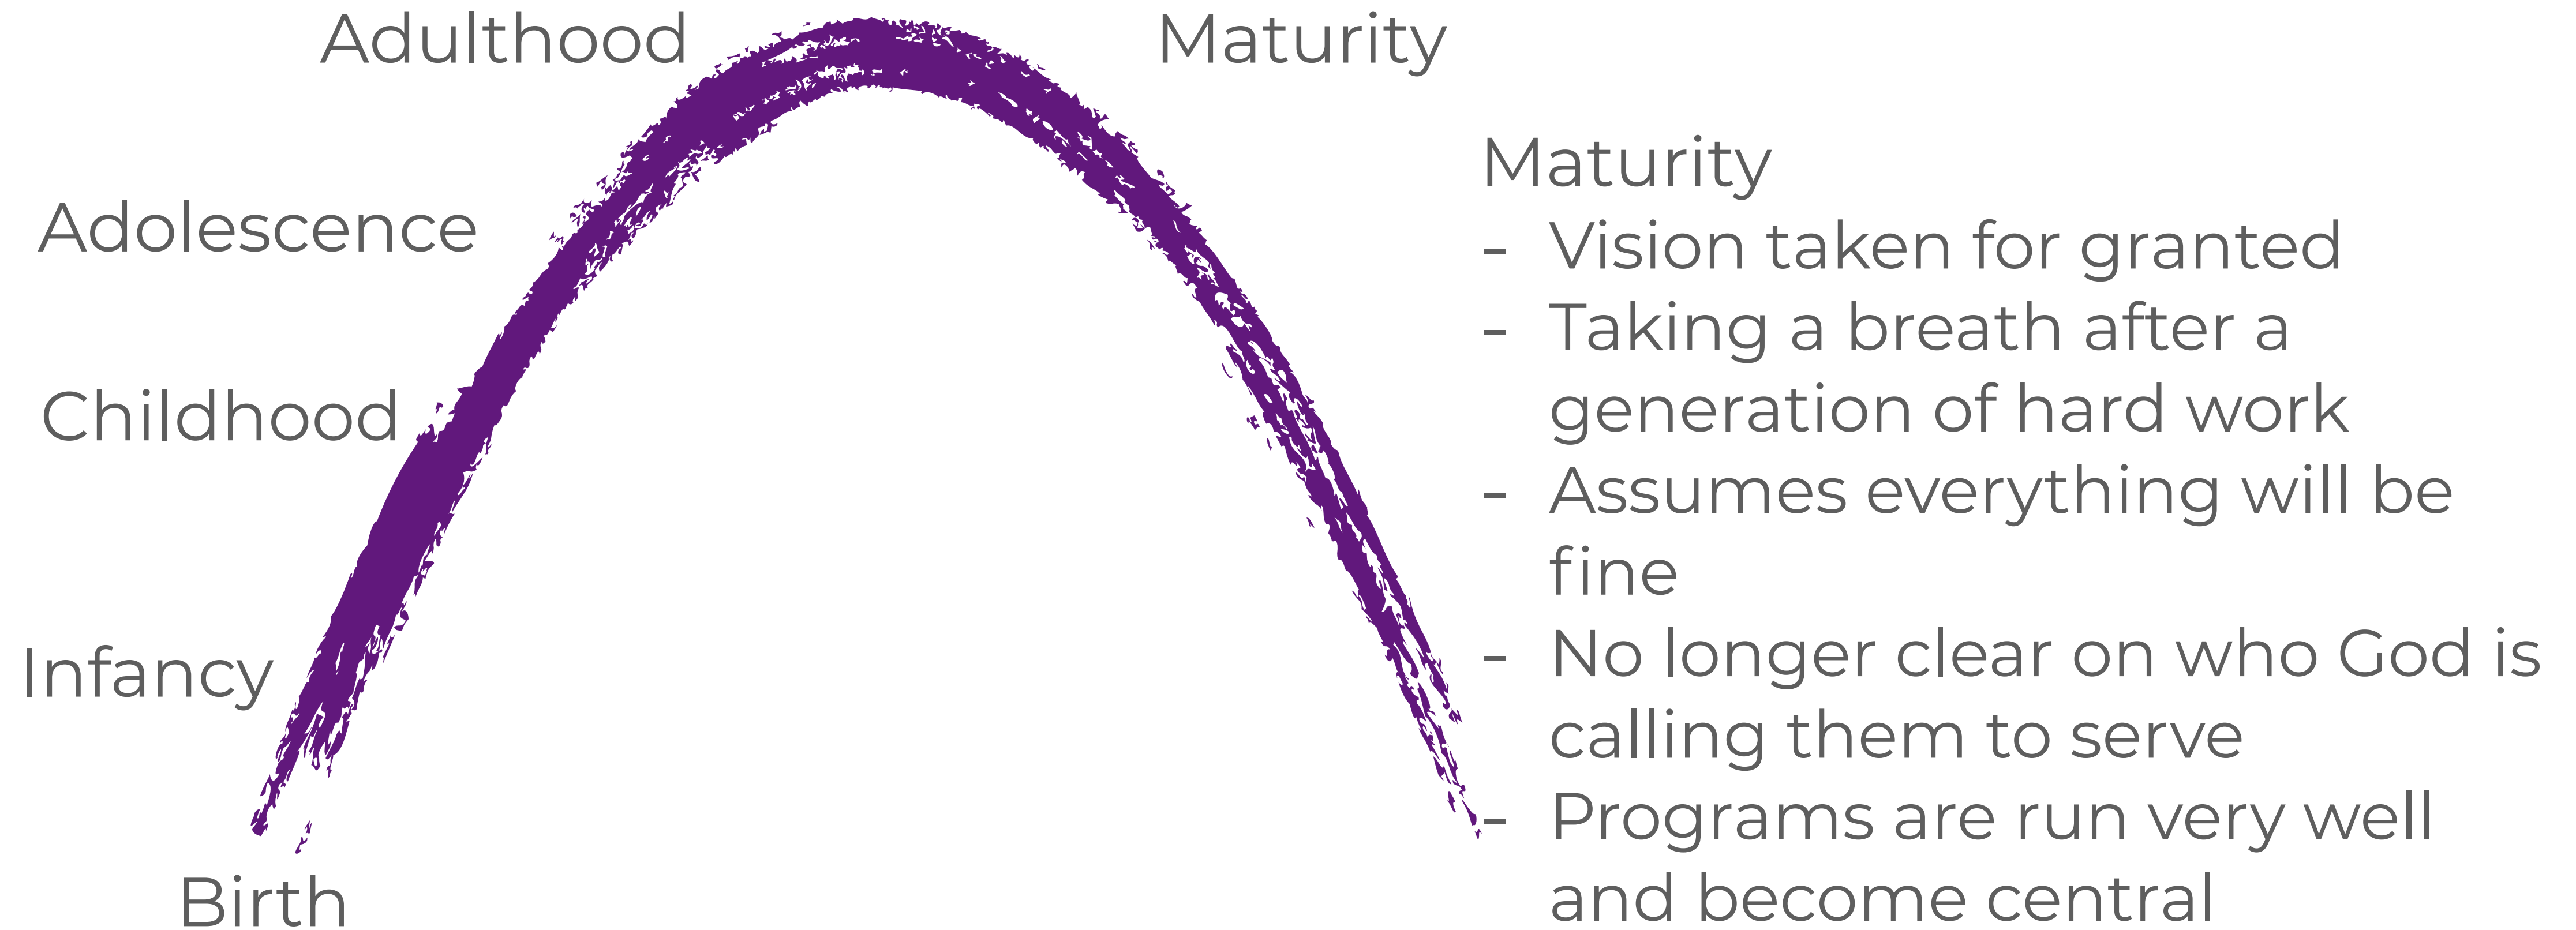 Adulthood
Maturity
Adolescence
Childhood
Infancy
Birth
Maturity
- Vision taken for granted
- Taking a breath after a
generation of hard work
- Assumes everything will be
fine
- No longer clear on who God is
calling them to serve
- Programs are run very well
and become central